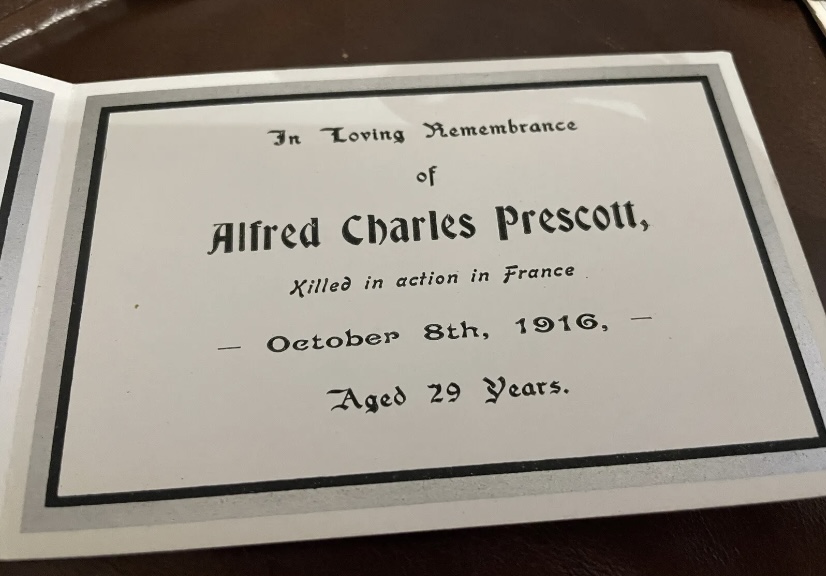 In Loving Remembrance
of
Alfred Charles Prescott,
Killed in action in France
— October 8th, 1916, —
Aged 29 Years.